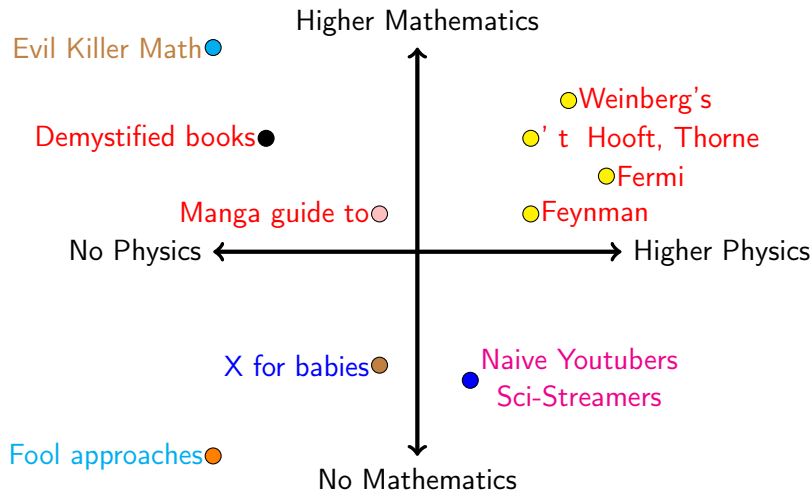 Higher Mathematics
Evil Killer Math
Weinberg's
Demystified books
' t Hooft, Thorne
Fermi
Manga guide to
Feynman
No Physics
Higher Physics
X for babies
Naive Youtubers
Sci-Streamers
Fool approaches
No Mathematics